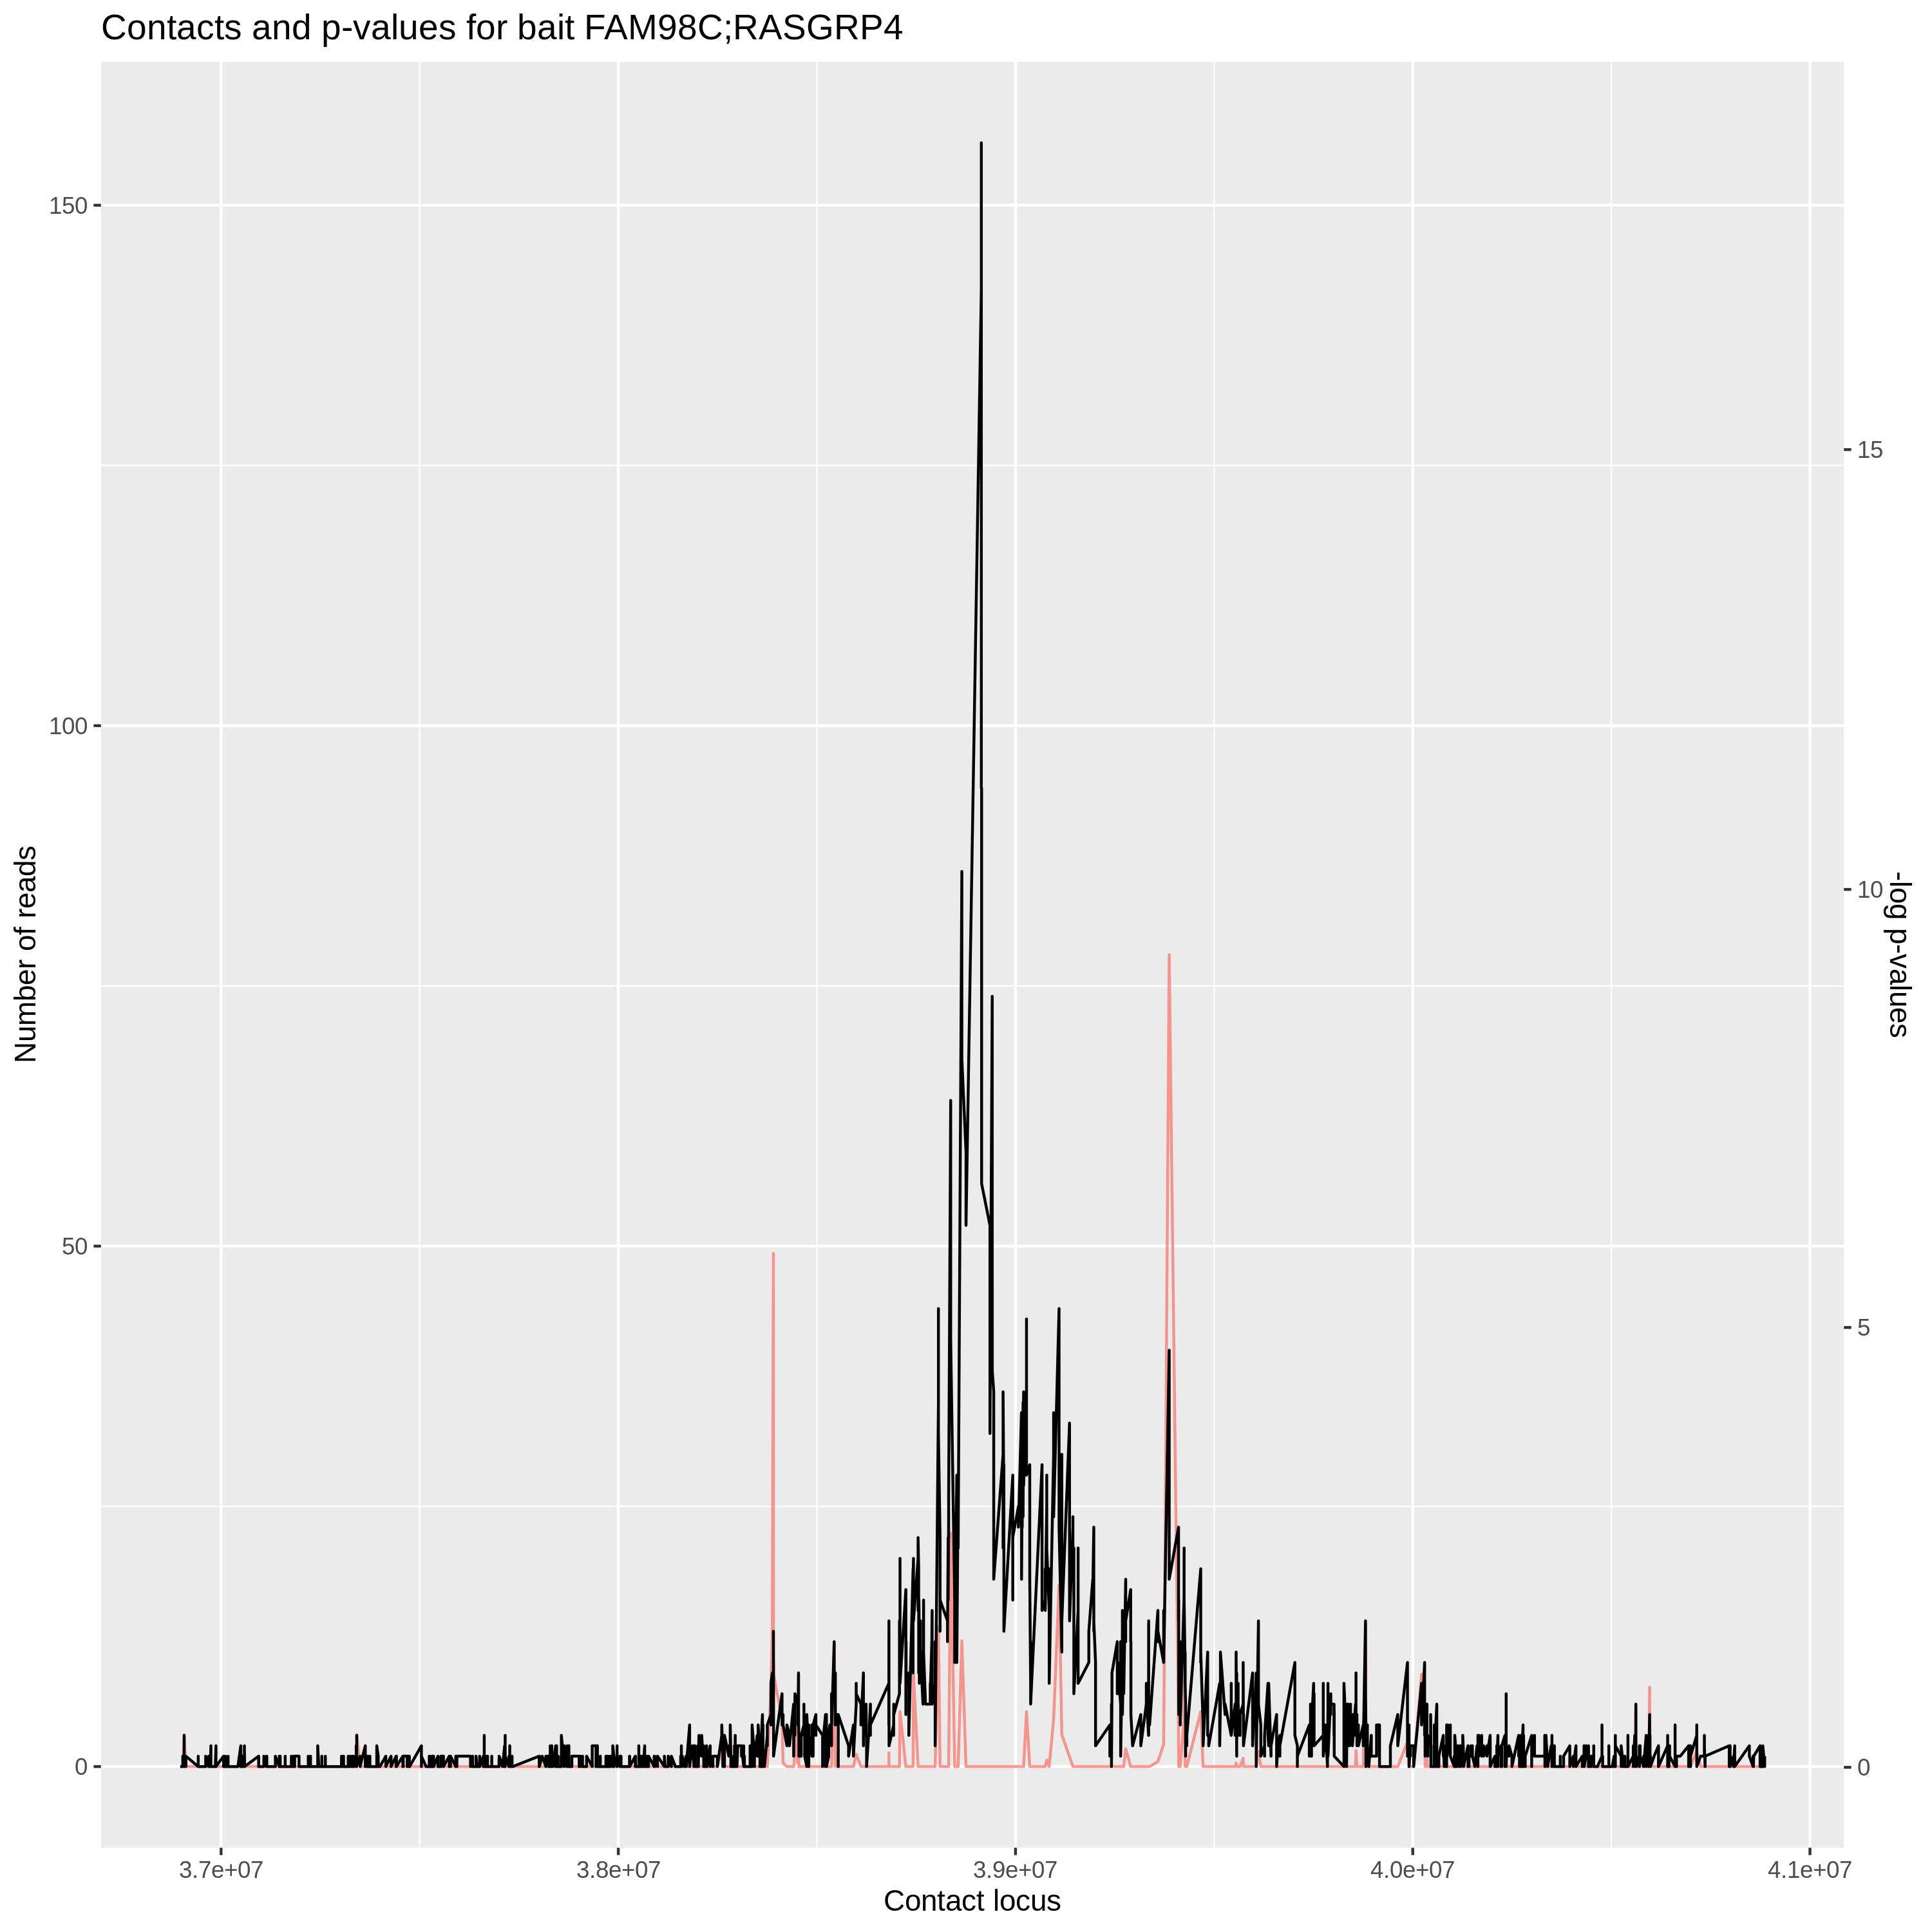 Contacts and p-values for bait FAM98C;RASGRP4
Number of reads
150
100
50
0
15
10
5
0
-log p-values
3.7e+07
3.8e+07
3.9e+07
4.0e+07
4.1e+07
Contact locus